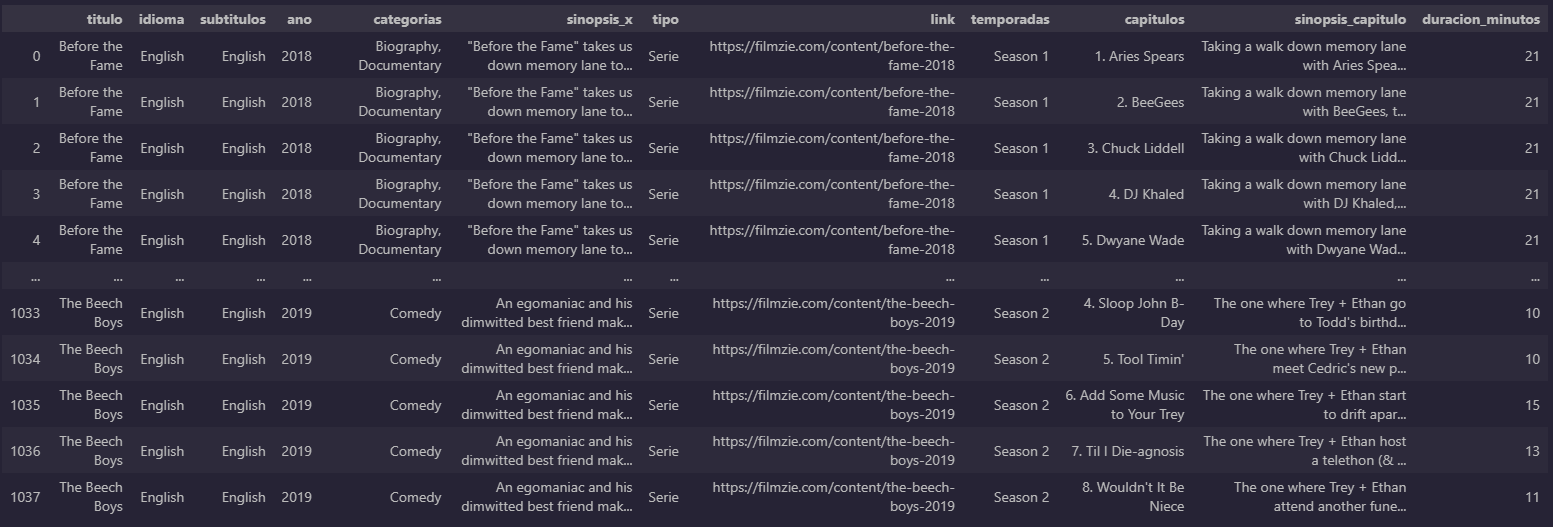 titulo idioma subtitulos ano categorias sinopsis_x tipo link temporadas capitulos sinopsis_capitulo duracion_minutos
0 Before the Fame English English 2018 Biography, Documentary "Before the Fame" takes us down memory lane to... Serie https://filmzie.com/content/before-the-fame-2018 Season 1 1. Aries Spears Taking a walk down memory lane with Aries Spea... 21
1 Before the Fame English English 2018 Biography, Documentary "Before the Fame" takes us down memory lane to... Serie https://filmzie.com/content/before-the-fame-2018 Season 1 2. BeeGees Taking a walk down memory lane with BeeGees, t... 21
2 Before the Fame English English 2018 Biography, Documentary "Before the Fame" takes us down memory lane to... Serie https://filmzie.com/content/before-the-fame-2018 Season 1 3. Chuck Liddell Taking a walk down memory lane with Chuck Lidd... 21
3 Before the Fame English English 2018 Biography, Documentary "Before the Fame" takes us down memory lane to... Serie https://filmzie.com/content/before-the-fame-2018 Season 1 4. DJ Khaled Taking a walk down memory lane with DJ Khaled,... 21
4 Before the Fame English English 2018 Biography, Documentary "Before the Fame" takes us down memory lane to... Serie https://filmzie.com/content/before-the-fame-2018 Season 1 5. Dwyane Wade Taking a walk down memory lane with Dwyane Wad... 21
... ... ... ... ... ... ... ... ... ... ... ... ...
1033 The Beech Boys English English 2019 Comedy An egomaniac and his dimwitted best friend mak... Serie https://filmzie.com/content/the-beech-boys-2019 Season 2 4. Sloop John B-Day The one where Trey + Ethan go to Todd's birthd... 10
1034 The Beech Boys English English 2019 Comedy An egomaniac and his dimwitted best friend mak... Serie https://filmzie.com/content/the-beech-boys-2019 Season 2 5. Tool Timin' The one where Trey + Ethan meet Cedric's new p... 10
1035 The Beech Boys English English 2019 Comedy An egomaniac and his dimwitted best friend mak... Serie https://filmzie.com/content/the-beech-boys-2019 Season 2 6. Add Some Music to Your Trey The one where Trey + Ethan start to drift apar... 15
1036 The Beech Boys English English 2019 Comedy An egomaniac and his dimwitted best friend mak... Serie https://filmzie.com/content/the-beech-boys-2019 Season 2 7. Til I Die-agnosis The one where Trey + Ethan host a telethon (& ... 13
1037 The Beech Boys English English 2019 Comedy An egomaniac and his dimwitted best friend mak... Serie https://filmzie.com/content/the-beech-boys-2019 Season 2 8. Wouldn't It Be Niece The one where Trey + Ethan attend another fune... 11